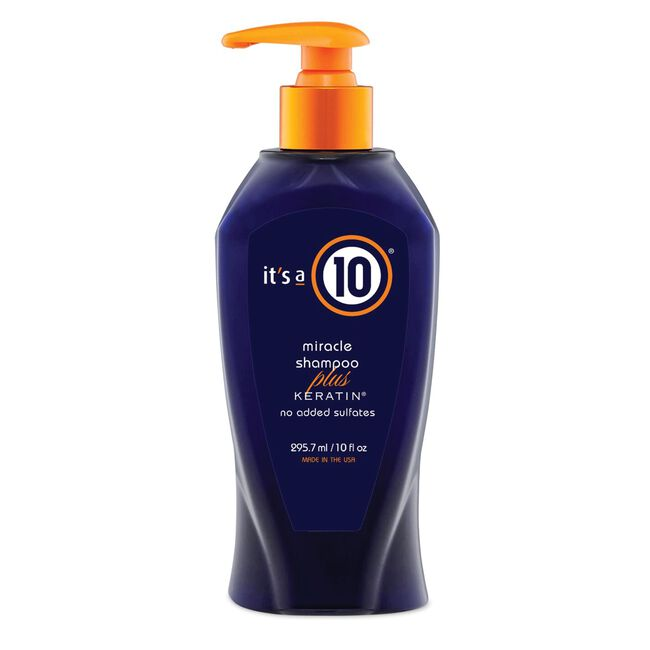 it's a 10®
miracle
shampoo
plus
KERATIN®
no added sulfates
295.7 ml / 10 fl oz
MADE IN THE USA